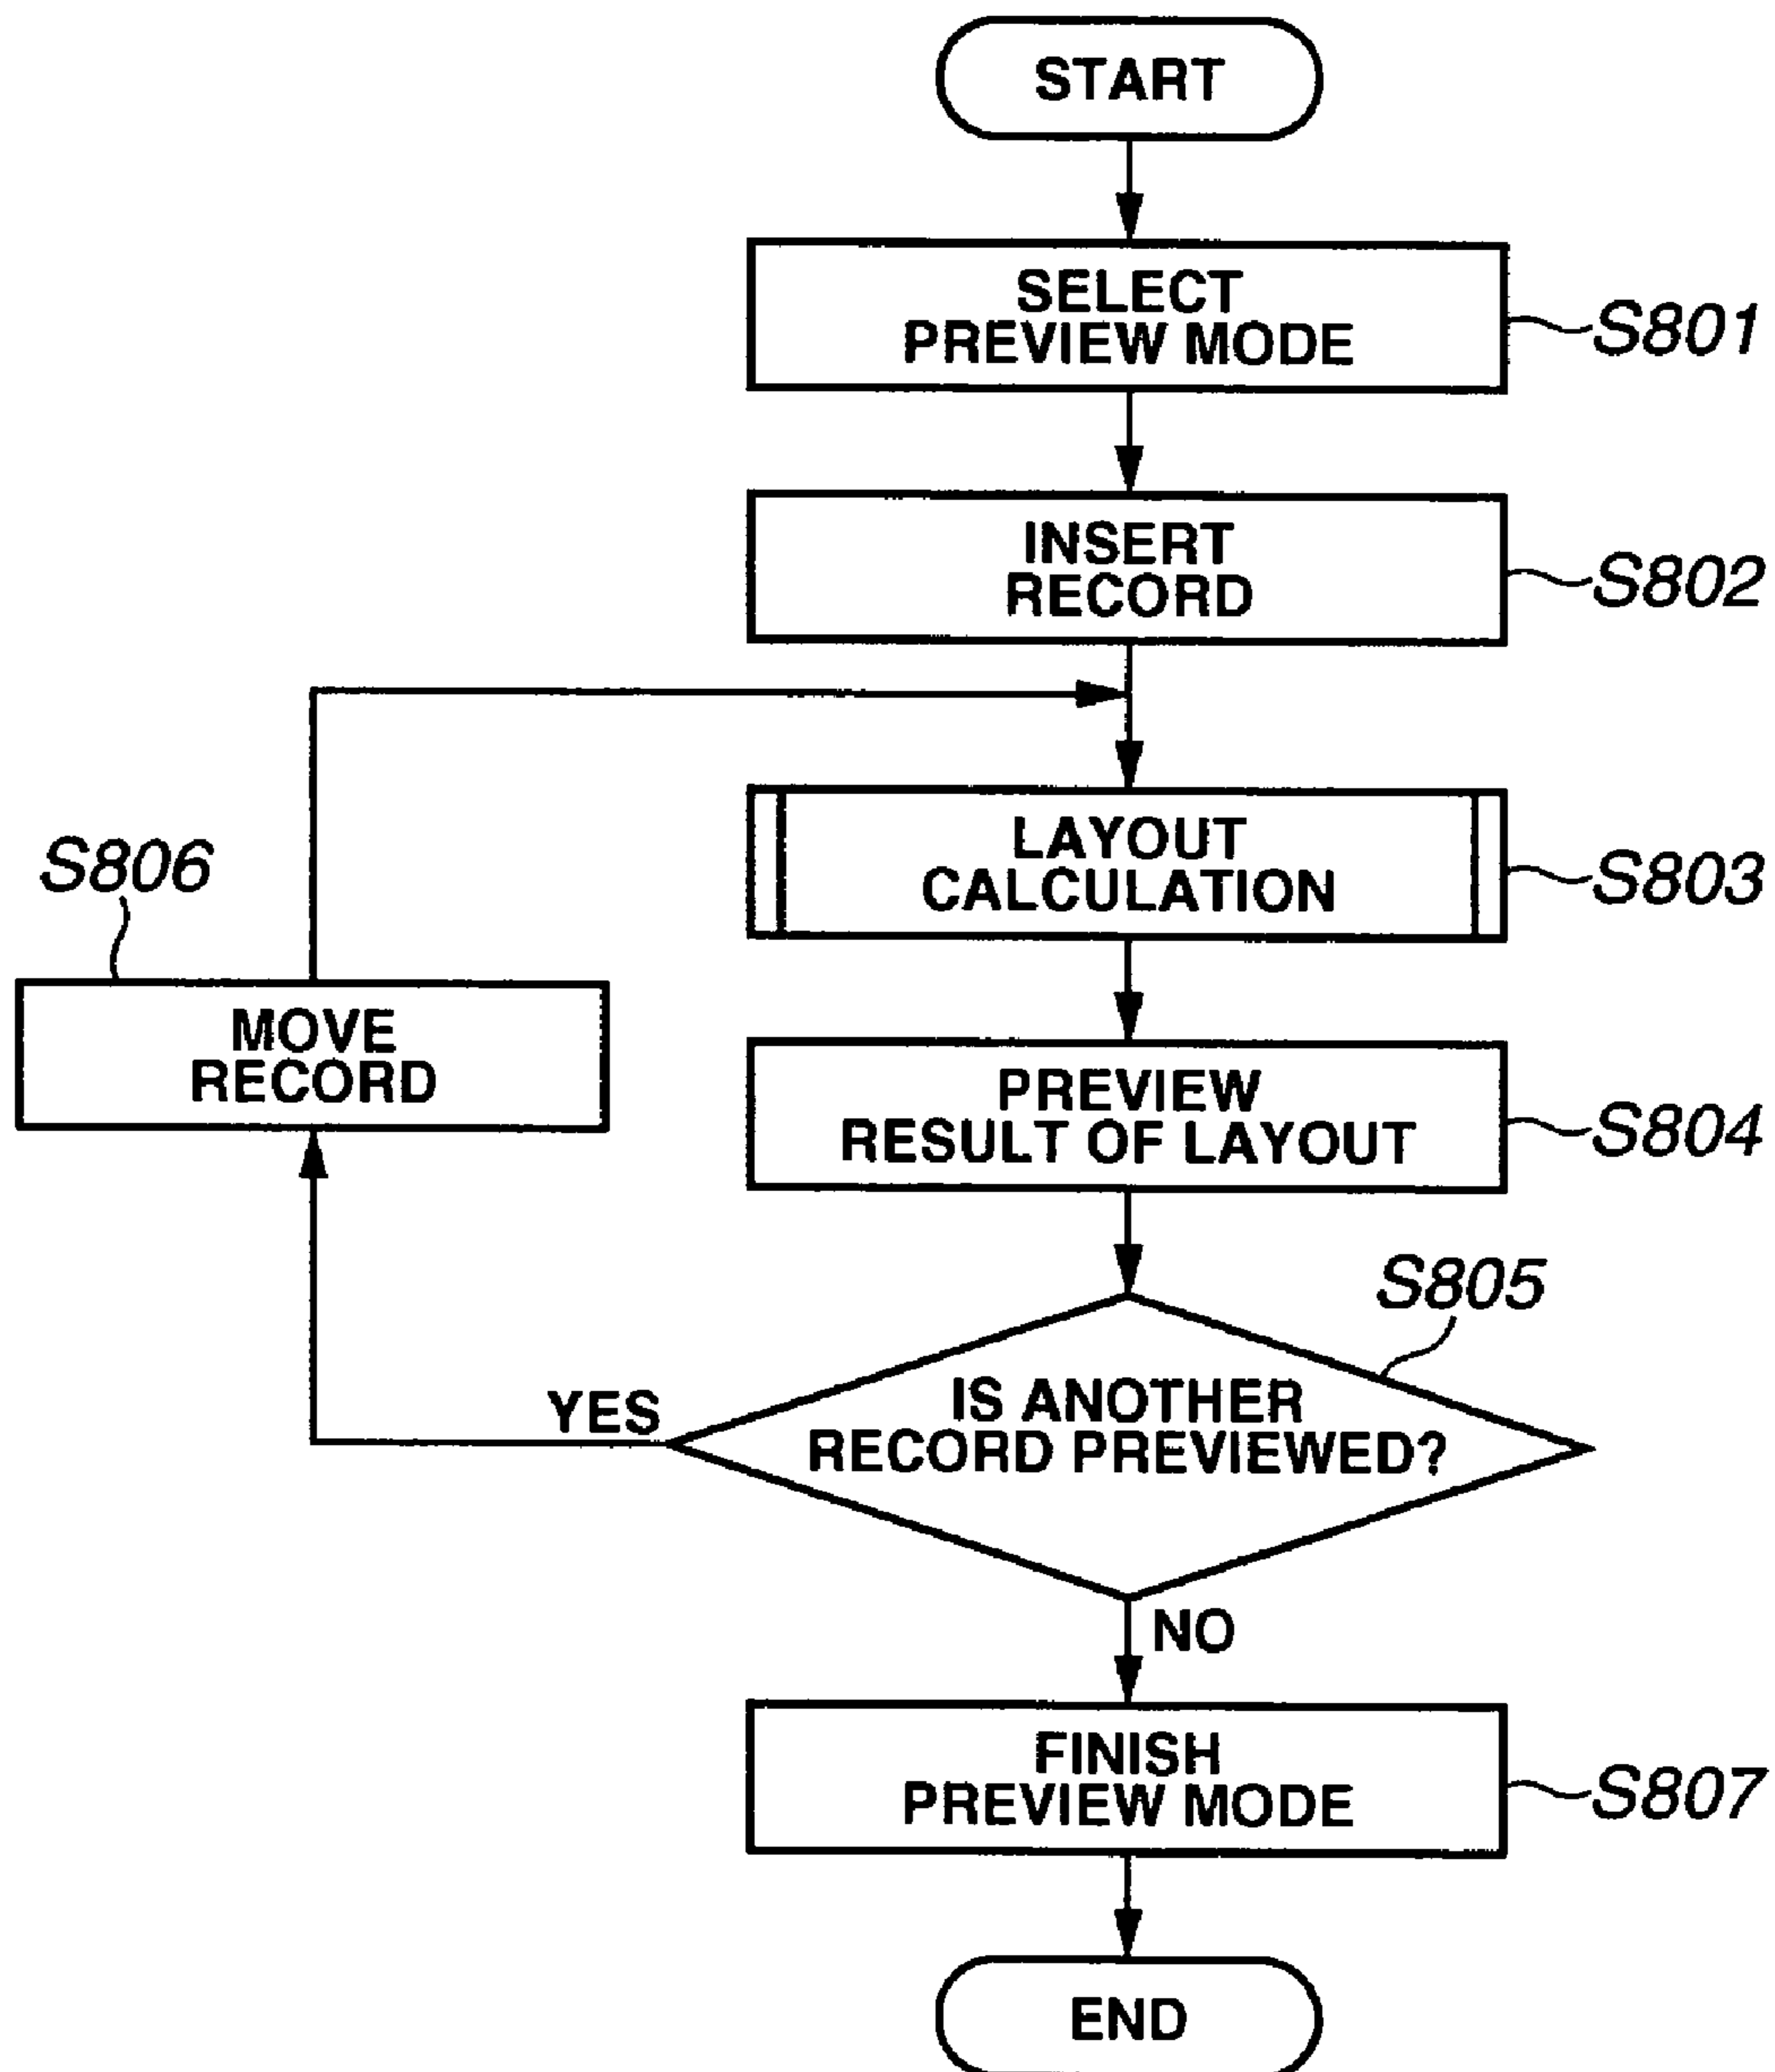 START
SELECT
PREVIEW MODE
S801
INSERT
RECORD
S802
LAYOUT
CALCULATION
S803
S806
MOVE
RECORD
PREVIEW
RESULT OF LAYOUT
S804
S805
IS ANOTHER
RECORD PREVIEWED?
YES
NO
FINISH
PREVIEW MODE
S807
END